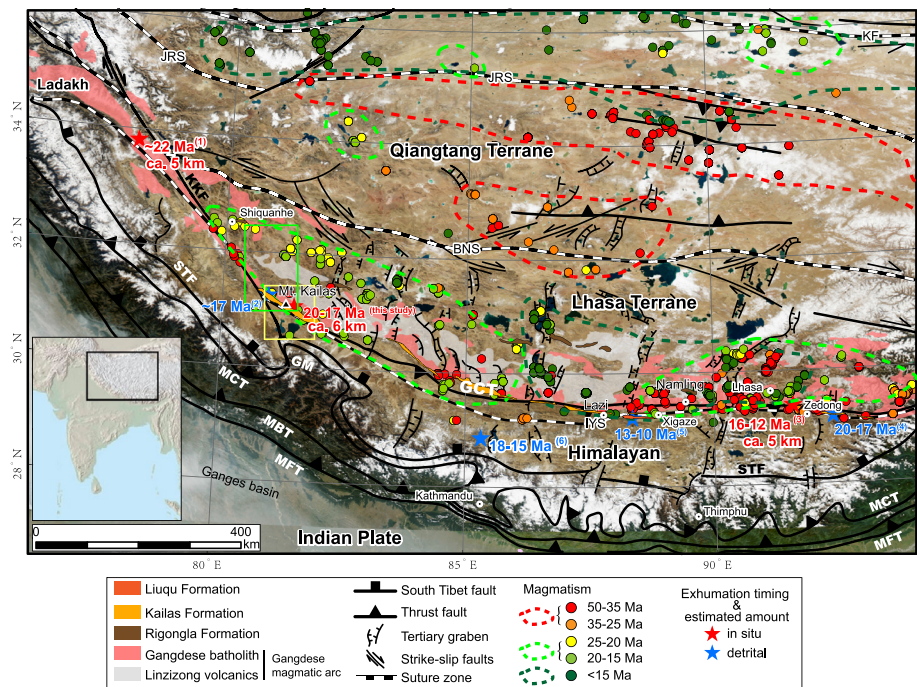 JRS
KF
JRS
Ladakh
34 N
~22 Ma(1)
ca. 5 km
Qiangtang Terrane
KKF
Shiquanhe
32 N
BNS
STF
Mt. Kailas
~17 Ma(2)
20-17 Ma (this study)
ca. 6 km
Lhasa Terrane
30 N
GM
GCT
Namling
Lhasa
MCT
Lazi
Zedong
IYS
Xigaze
16-12 Ma(3)
ca. 5 km
20-17 Ma(4)
13-10 Ma(5)
18-15 Ma (6)
MBT
Himalayan
28 N
STF
MFT
Ganges basin
Kathmandu
Thimphu
MCT
MFT
0 400
km
Indian Plate
80°E
90°E
Liuqu Formation
Kailas Formation
Rigongla Formation
Gangdese batholith
Linzizong volcanics
Gangdese
magmatic arc
South Tibet fault
Thrust fault
Tertiary graben
Strike-slip faults
Suture zone
Magmatism
50-35 Ma
35-25 Ma
25-20 Ma
20-15 Ma
<15 Ma
Exhumation timing
&
estimated amount
in situ
detrital